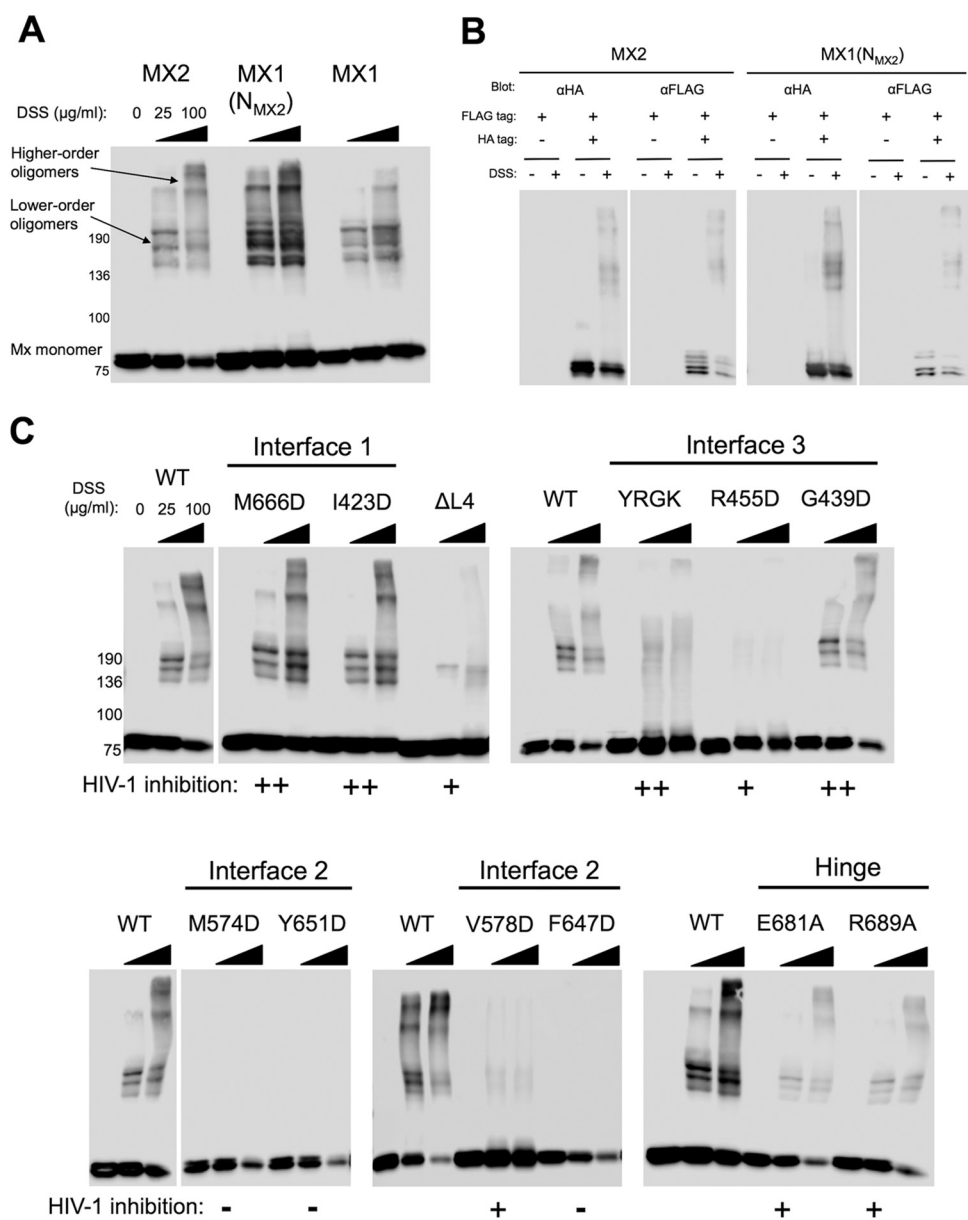 A
MX2 MX1 (N_MX2) MX1
DSS (µg/ml): 0 25 100
Higher-order oligomers
Lower-order oligomers
190
136
100
Mx monomer
75
B
MX2 MX1(N_MX2)
Blot: αHA αFLAG αHA αFLAG
FLAG tag: + + + + + + + +
HA tag: - + - + - + - +
DSS: - + - + - + - + - + - + - + - +
C
Interface 1 Interface 3
WT M666D I423D ΔL4 WT YRGK R455D G439D
DSS (µg/ml): 0 25 100
190
136
100
75
HIV-1 inhibition: ++ ++ + ++ + ++
Interface 2 Interface 2 Hinge
WT M574D Y651D WT V578D F647D WT E681A R689A
HIV-1 inhibition: - - + - + +